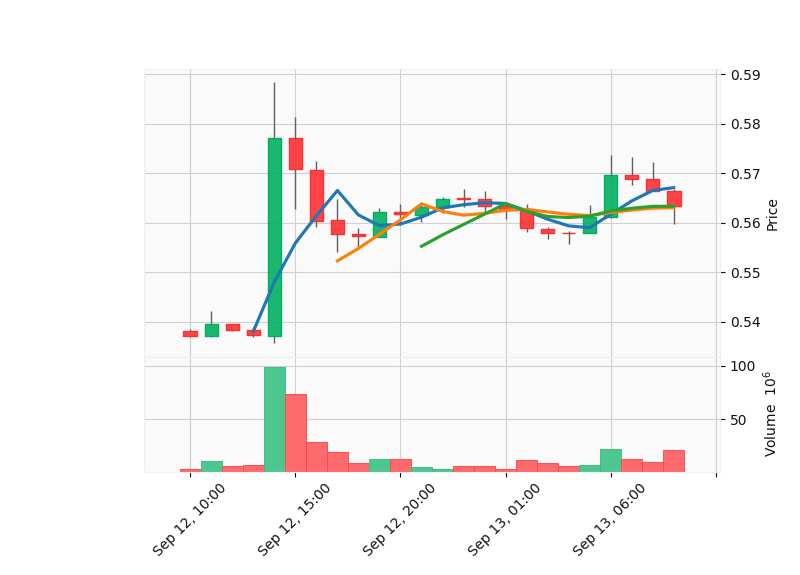 0.59
0.58
0.57
0.56
0.55
0.54
Price
100
50
Volume 10^6
Sep 12, 10:00
Sep 12, 15:00
Sep 12, 20:00
Sep 13, 01:00
Sep 13, 06:00